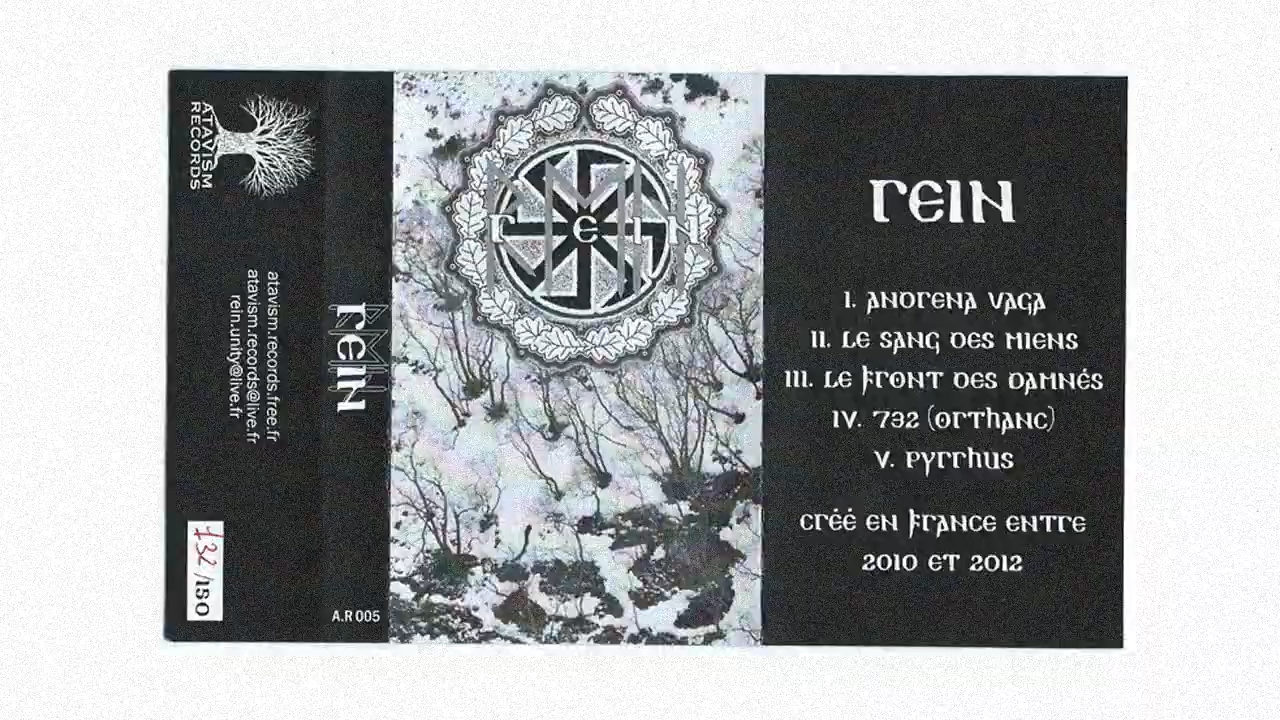 ATAVISM
RECORDS
atavism.records.free.fr
atavism.records@live.fr
rein.unity@live.fr
132/150
rein
A.R 005
rein
rein
I. Anorena Vaga
II. Le sang des miens
III. Le front des damnés
IV. 732 (Orthanc)
V. Pyrrhus
Créé en France entre
2010 et 2012